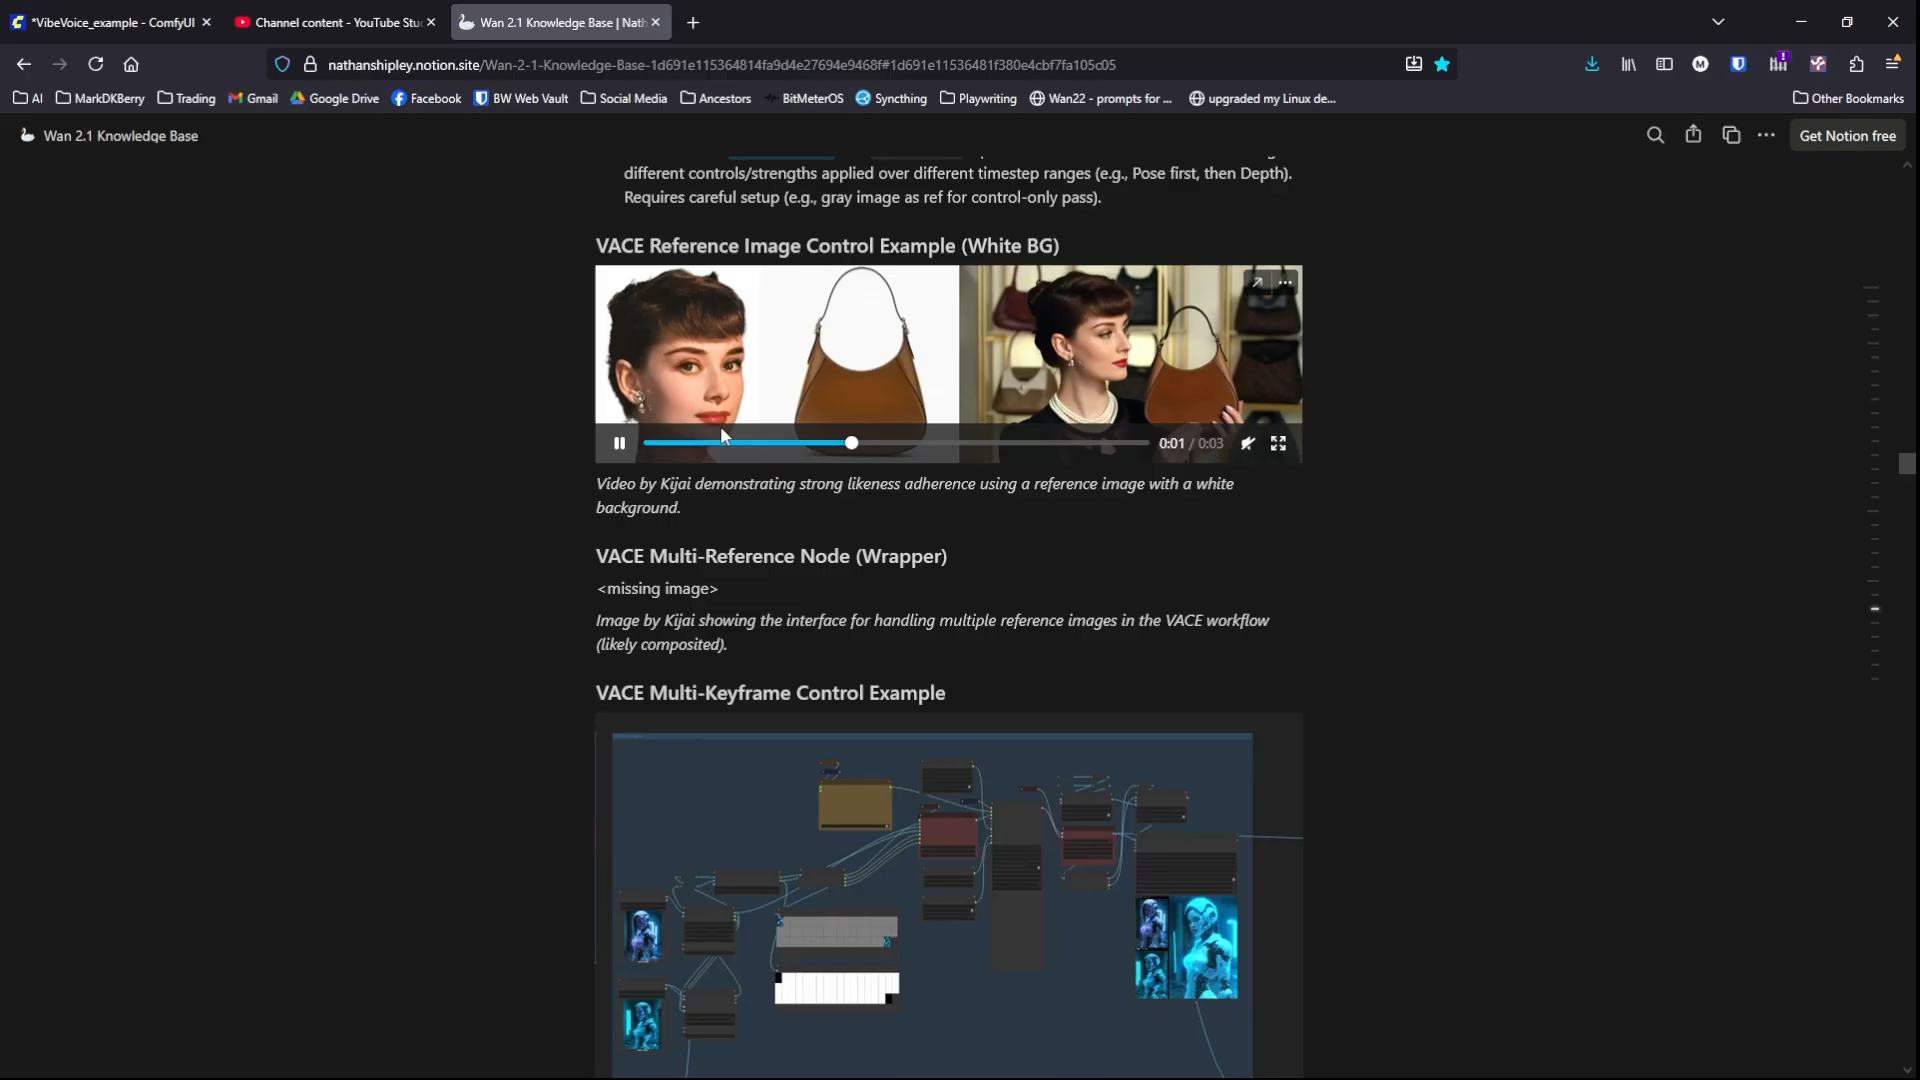 *VibeVoice_example - ComfyUI
Channel content - YouTube Stu
Wan 2.1 Knowledge Base | Nath
nathanshipley.notion.site/Wan-2-1-Knowledge-Base-1d691e115364814fa9d4e27694e9468f#1d691e11536481f380e4cbf7fa105c05
AI MarkDKBerry Trading Gmail Google Drive Facebook BW Web Vault Social Media Ancestors BitMeterOS Syncthing Playwriting Wan22 - prompts for ... upgraded my Linux de... Other Bookmarks
Wan 2.1 Knowledge Base
Get Notion free
different controls/strengths applied over different timestep ranges (e.g., Pose first, then Depth).
Requires careful setup (e.g., gray image as ref for control-only pass).
VACE Reference Image Control Example (White BG)
0:01 / 0:03
Video by Kijai demonstrating strong likeness adherence using a reference image with a white
background.
VACE Multi-Reference Node (Wrapper)
<missing image>
Image by Kijai showing the interface for handling multiple reference images in the VACE workflow
(likely composited).
VACE Multi-Keyframe Control Example